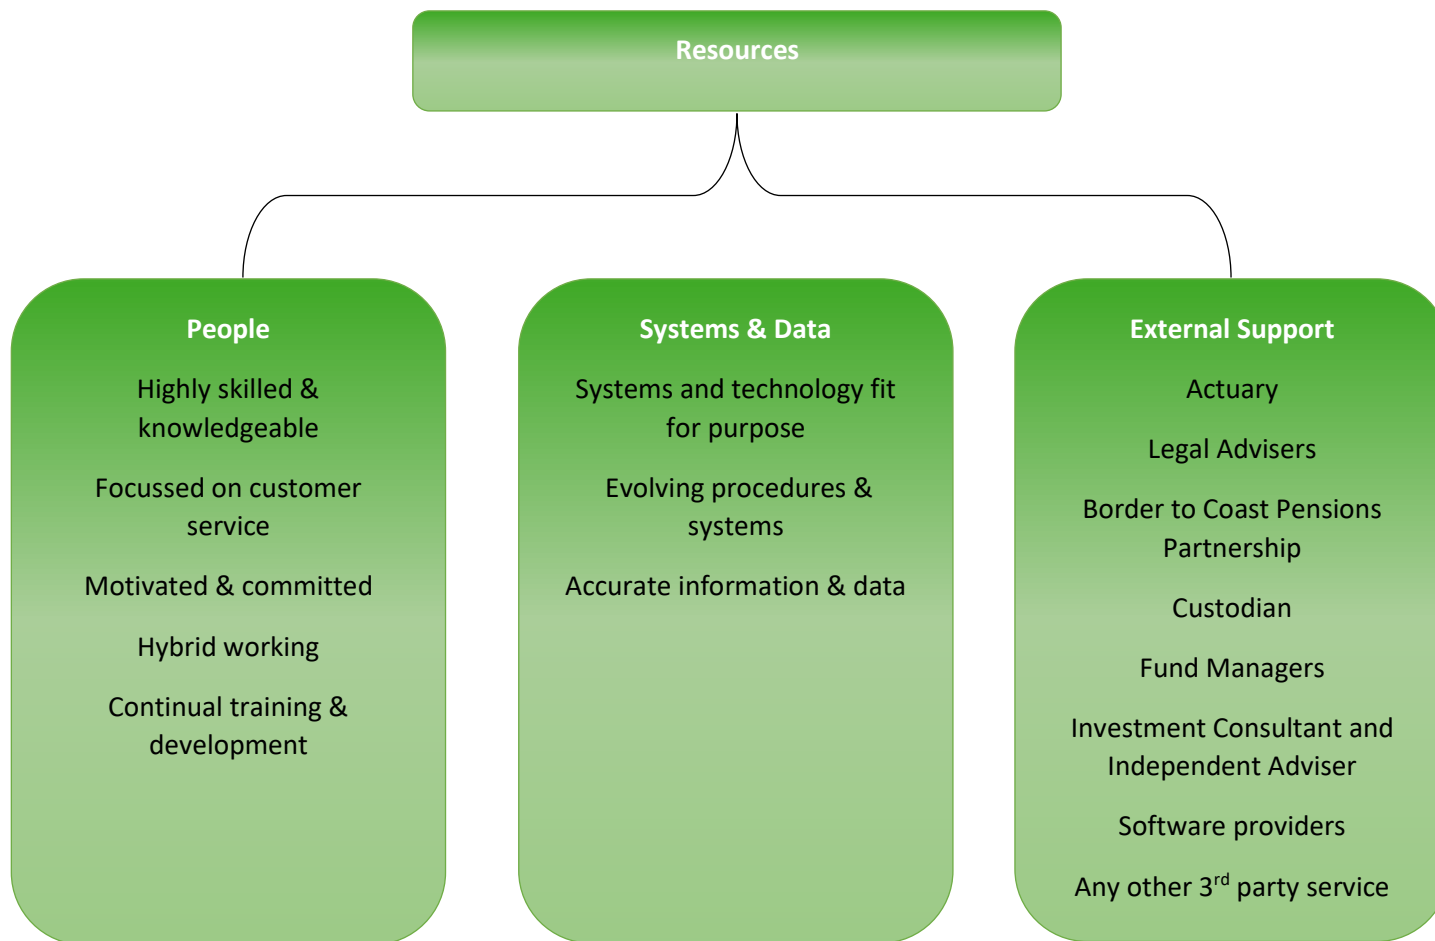 Resources
People
Highly skilled &
knowledgeable
Focussed on customer
service
Motivated & committed
Hybrid working
Continual training &
development
Systems & Data
Systems and technology fit
for purpose
Evolving procedures &
systems
Accurate information & data
External Support
Actuary
Legal Advisers
Border to Coast Pensions
Partnership
Custodian
Fund Managers
Investment Consultant and
Independent Adviser
Software providers
Any other 3rd party service